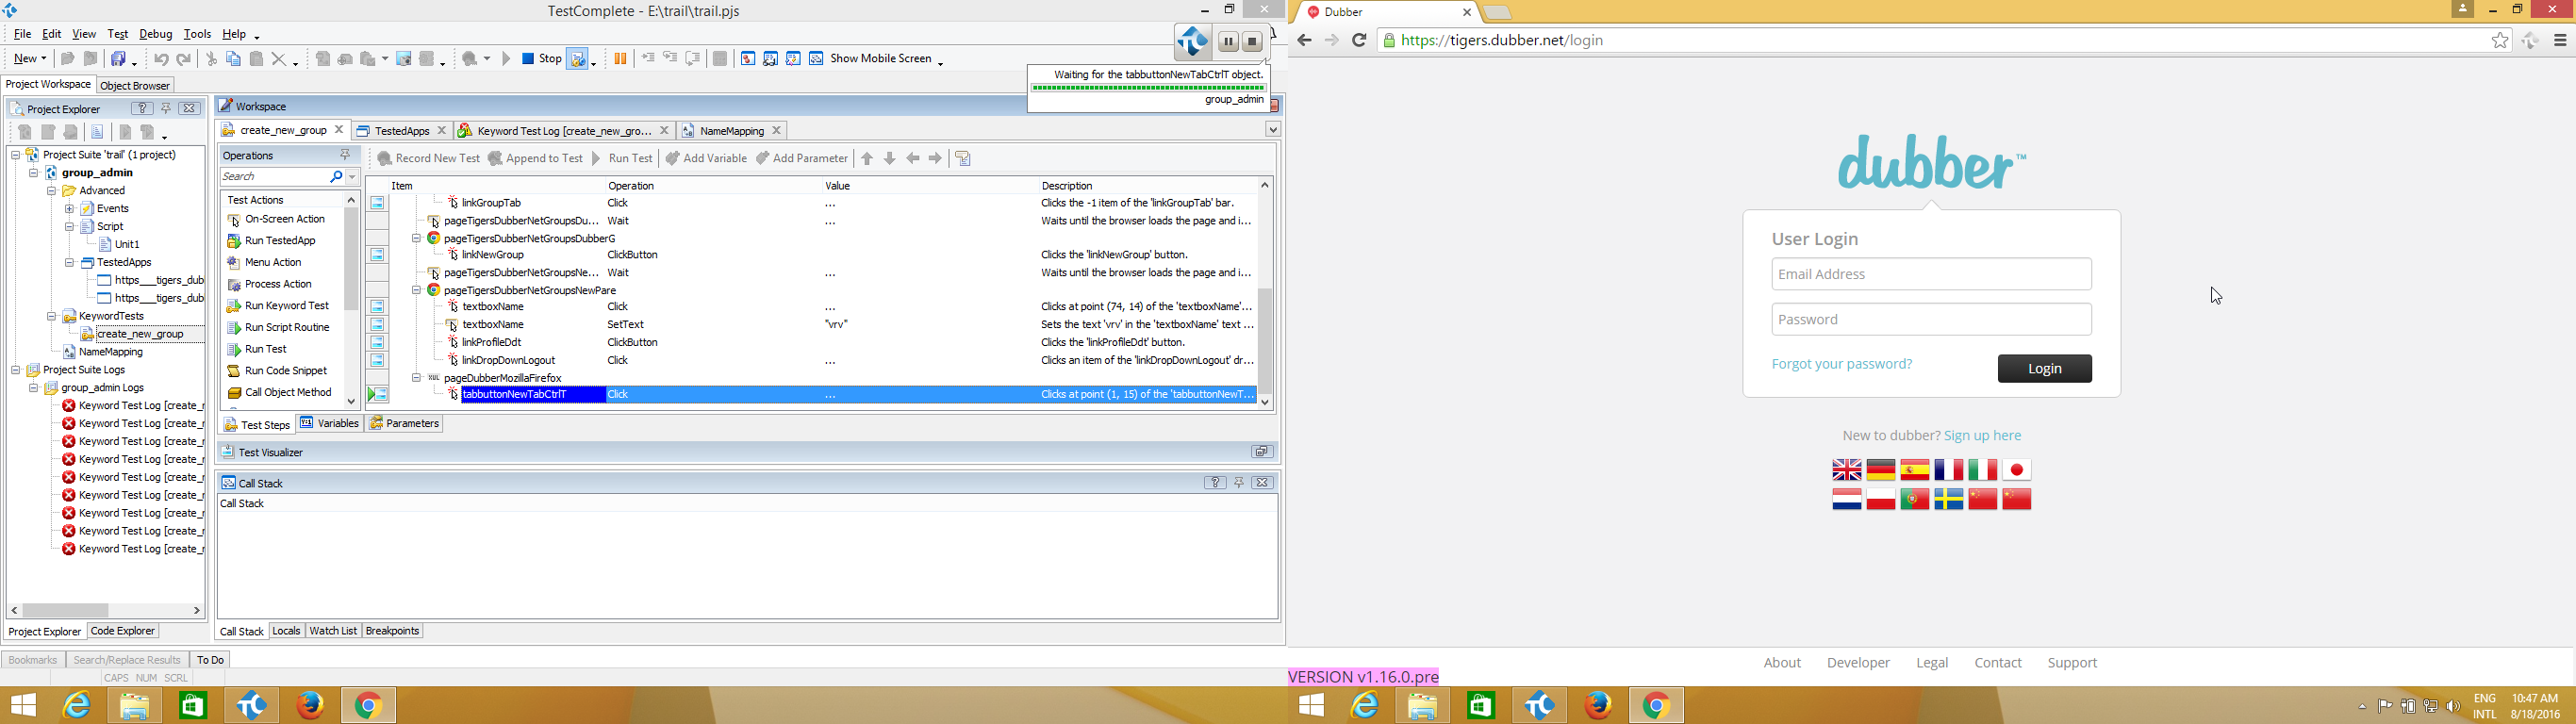 TestComplete - E:\trail\trail.pjs
File Edit View Test Debug Tools Help
New Stop Show Mobile Screen
Waiting for the tabbuttonNewTabCtrlT object.
group_admin
Project Workspace Object Browser
Project Explorer
Project Suite 'trail' (1 project)
group_admin
Advanced
Events
Script
Unit1
TestedApps
https___tigers_dub
https___tigers_dub
KeywordTests
create_new_group
NameMapping
Project Suite Logs
group_admin Logs
Keyword Test Log [create_r
Keyword Test Log [create_r
Keyword Test Log [create_r
Keyword Test Log [create_r
Keyword Test Log [create_r
Keyword Test Log [create_r
Keyword Test Log [create_r
Keyword Test Log [create_r
Keyword Test Log [create_r
Project Explorer Code Explorer
Workspace
create_new_group TestedApps Keyword Test Log [create_new_gro... NameMapping
Operations
Search
Test Actions
On-Screen Action
Run TestedApp
Menu Action
Process Action
Run Keyword Test
Run Script Routine
Run Test
Run Code Snippet
Call Object Method
Record New Test Append to Test Run Test Add Variable Add Parameter
Item Operation Value Description
linkGroupTab Click ... Clicks the -1 item of the 'linkGroupTab' bar.
pageTigersDubberNetGroupsDu... Wait ... Waits until the browser loads the page and i...
pageTigersDubberNetGroupsDubberG
linkNewGroup ClickButton Clicks the 'linkNewGroup' button.
pageTigersDubberNetGroupsNe... Wait ... Waits until the browser loads the page and i...
pageTigersDubberNetGroupsNewPare
textboxName Click ... Clicks at point (74, 14) of the 'textboxName'...
textboxName SetText "vrv" Sets the text 'vrv' in the 'textboxName' text ...
linkProfileDdt ClickButton Clicks the 'linkProfileDdt' button.
linkDropDownLogout Click ... Clicks an item of the 'linkDropDownLogout' dr...
pageDubberMozillaFirefox
tabbuttonNewTabCtrlT Click ... Clicks at point (1, 15) of the 'tabbuttonNewT...
Test Steps Variables Parameters
Test Visualizer
Call Stack
Call Stack
Call Stack Locals Watch List Breakpoints
Bookmarks Search/Replace Results To Do
CAPS NUM SCRL
Dubber
https://tigers.dubber.net/login
dubber™
User Login
Email Address
Password
Forgot your password? Login
New to dubber? Sign up here
About Developer Legal Contact Support
VERSION v1.16.0.pre
ENG 10:47 AM
INTL 8/18/2016